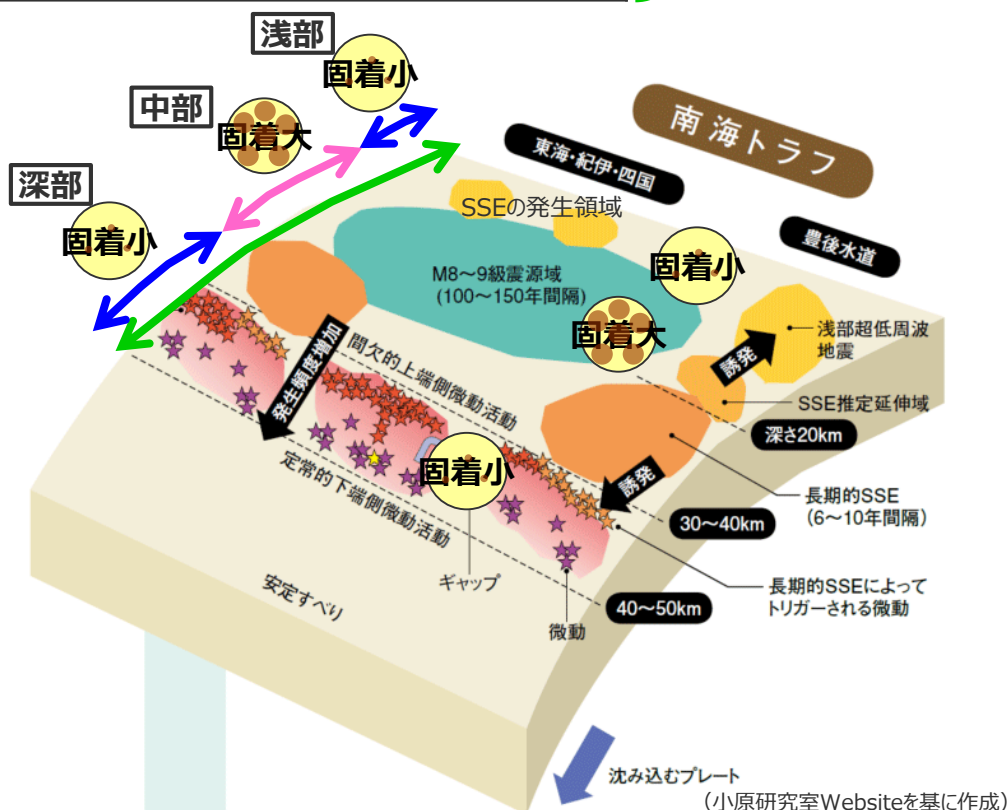 浅部
固着小
中部
固着大
深部
固着小
南海トラフ
東海・紀伊・四国
豊後水道
SSEの発生領域
固着小
M8~9級震源域
(100~150年間隔)
固着大
浅部超低周波
地震
誘発
SSE推定延伸域
深さ20km
発生頻度増加
間欠的上端側微動活動
定常的下端側微動活動
固着小
誘発
長期的SSE
(6~10年間隔)
30~40km
ギャップ
長期的SSEによって
トリガーされる微動
安定すべり
40~50km
微動
沈み込むプレート
(小原研究室Websiteを基に作成)